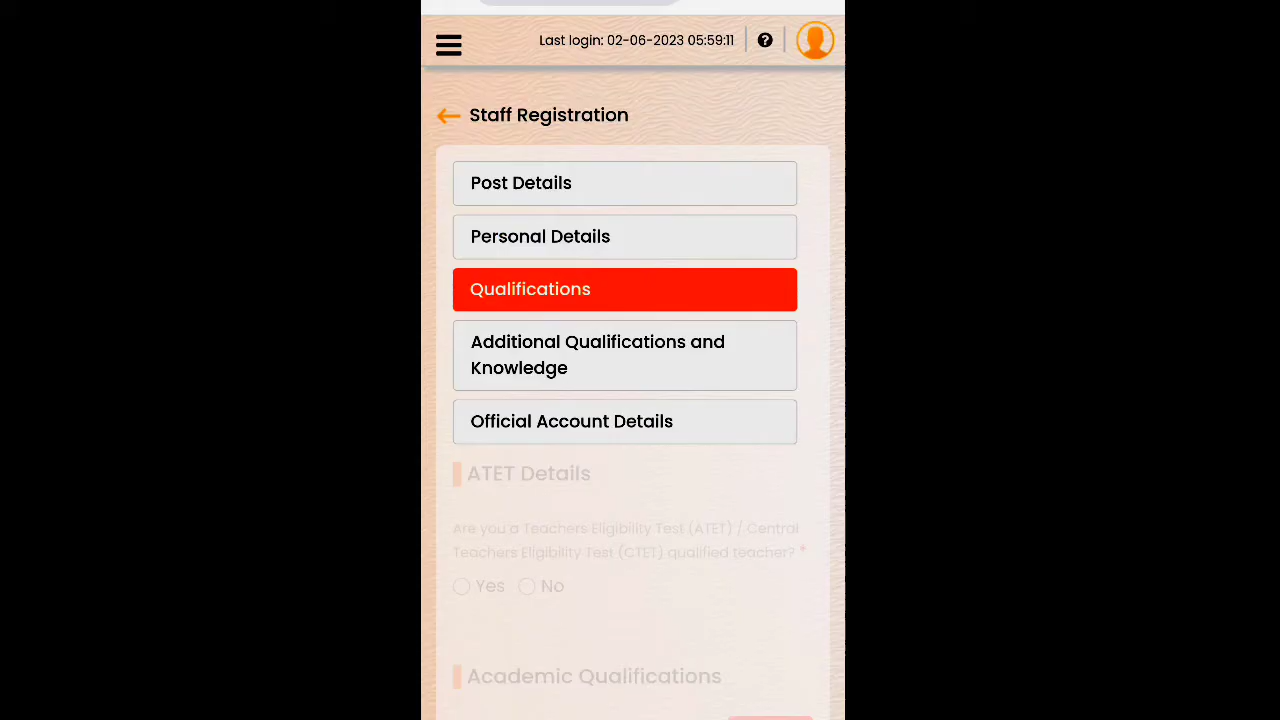 Last login: 02-06-2023 05:59:11
Staff Registration
Post Details
Personal Details
Qualifications
Additional Qualifications and
Knowledge
Official Account Details
ATET Details
Are you a Teachers Eligibility Test (ATET) / Central
Teachers Eligibility Test (CTET) qualified teacher? *
Yes No
Academic Qualifications